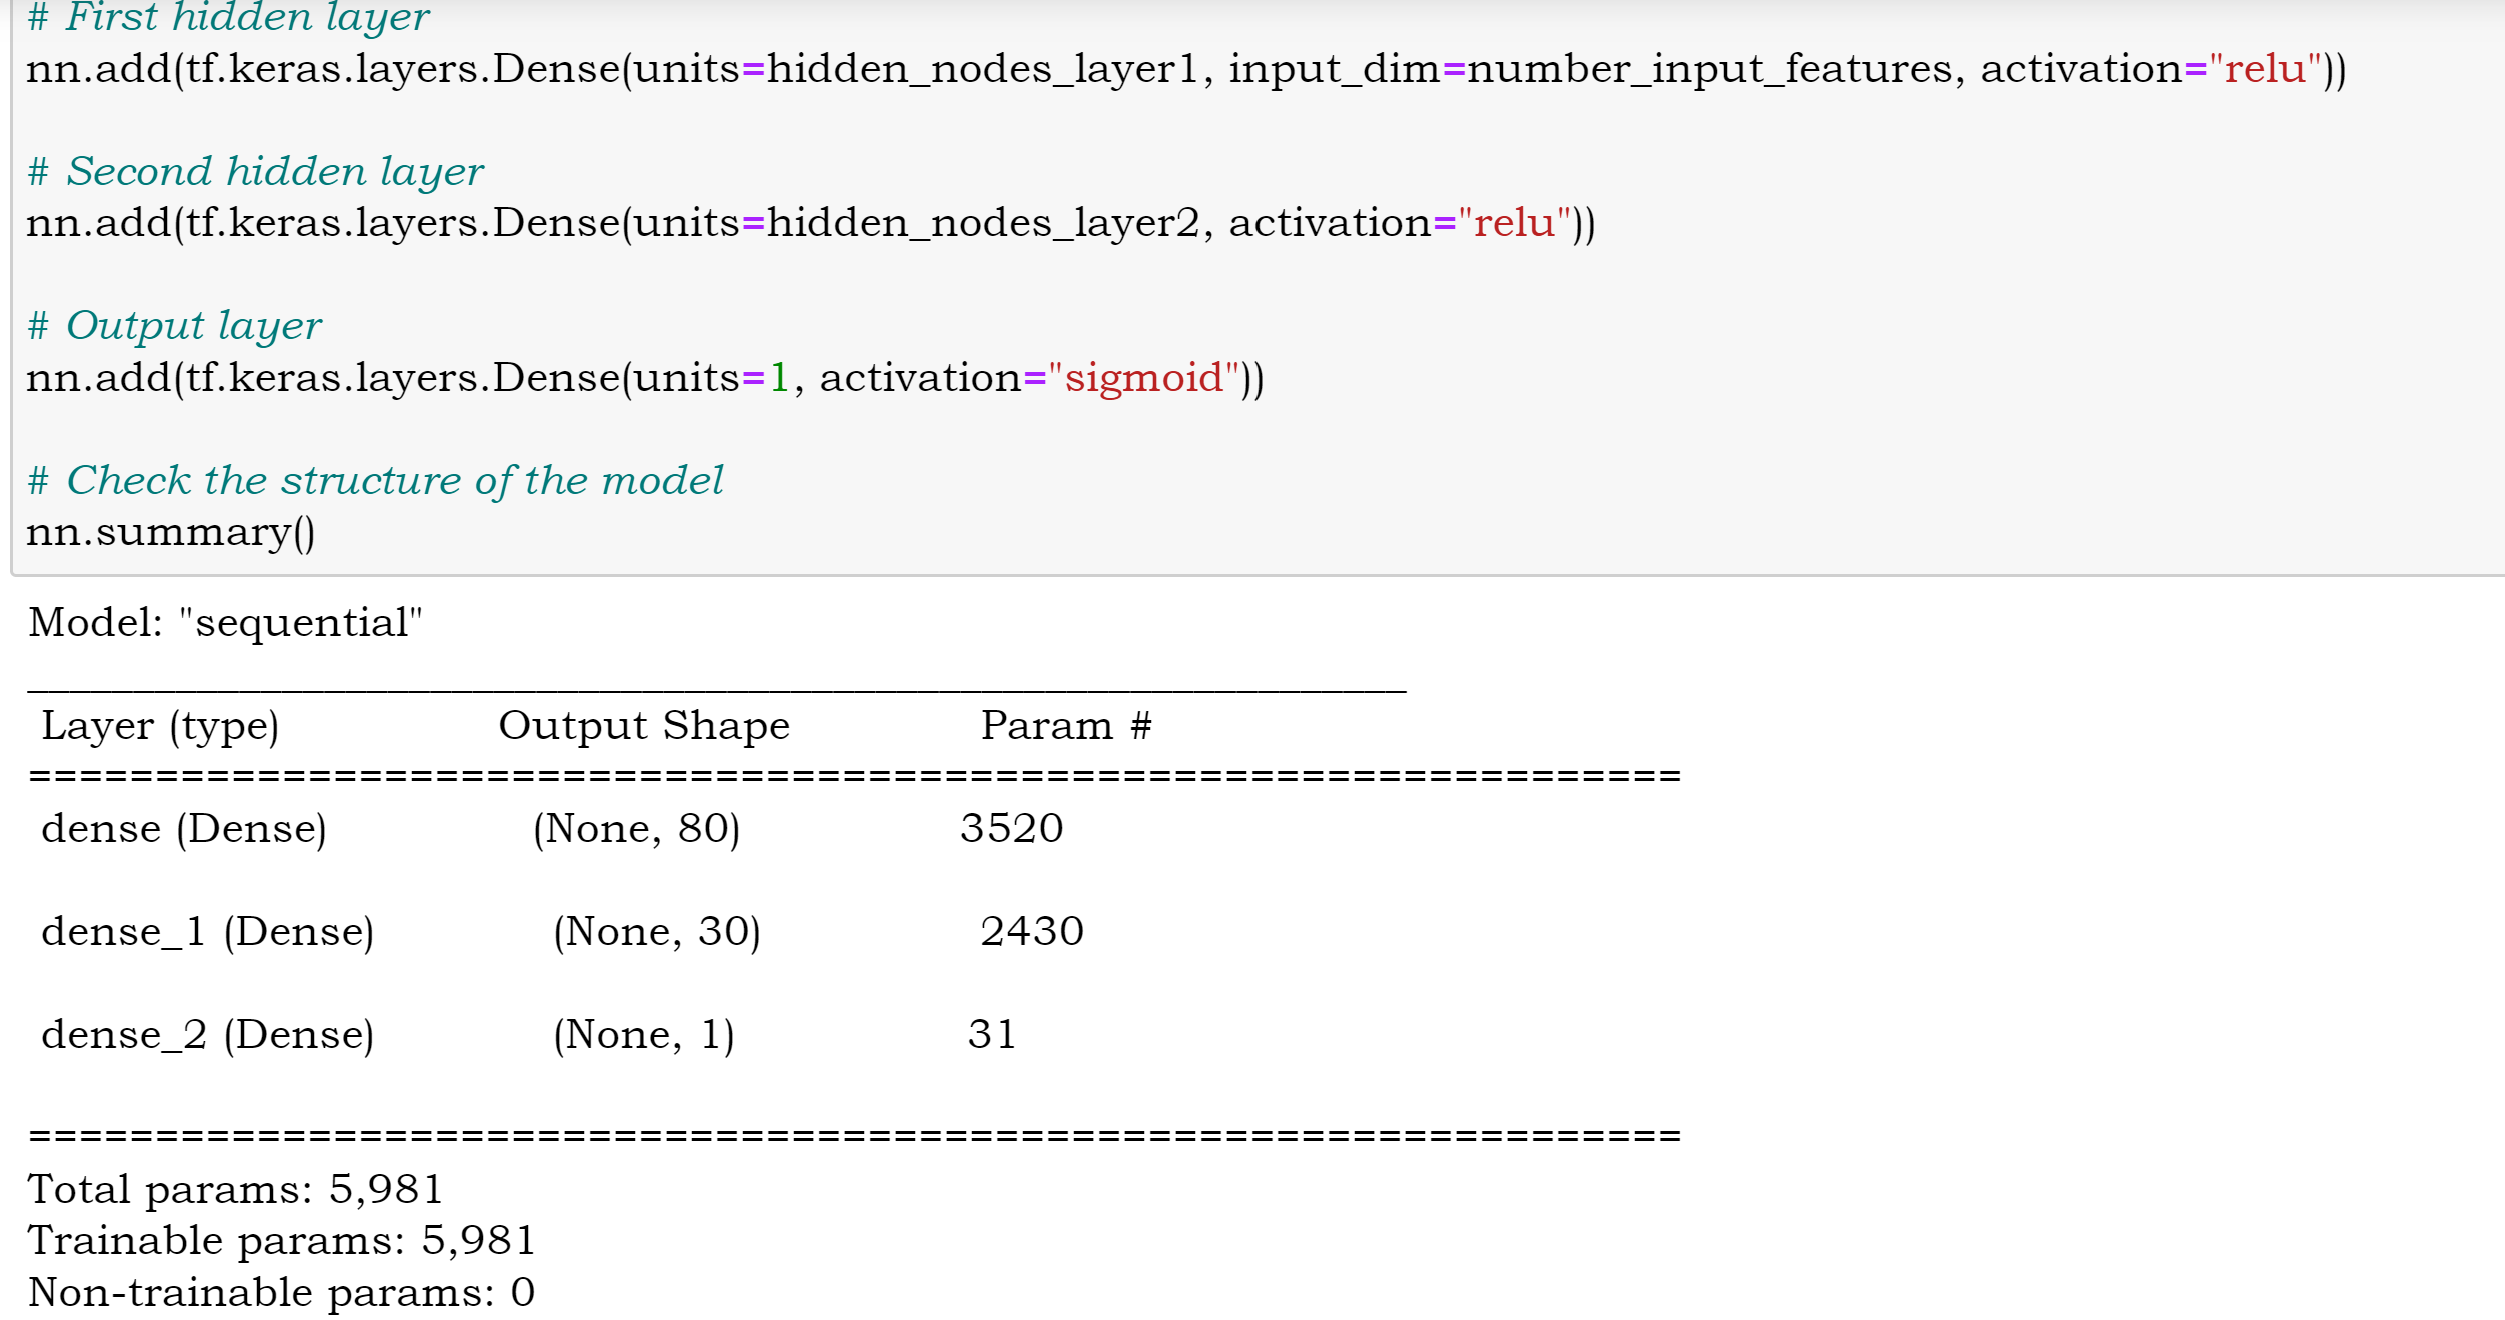 # First hidden layer
nn.add(tf.keras.layers.Dense(units=hidden_nodes_layer1, input_dim=number_input_features, activation="relu"))
# Second hidden layer
nn.add(tf.keras.layers.Dense(units=hidden_nodes_layer2, activation="relu"))
# Output layer
nn.add(tf.keras.layers.Dense(units=1, activation="sigmoid"))
# Check the structure of the model
nn.summary()
Model: "sequential"
_________________________________________________________________
Layer (type) Output Shape Param #
=================================================================
dense (Dense) (None, 80) 3520
dense_1 (Dense) (None, 30) 2430
dense_2 (Dense) (None, 1) 31
=================================================================
Total params: 5,981
Trainable params: 5,981
Non-trainable params: 0